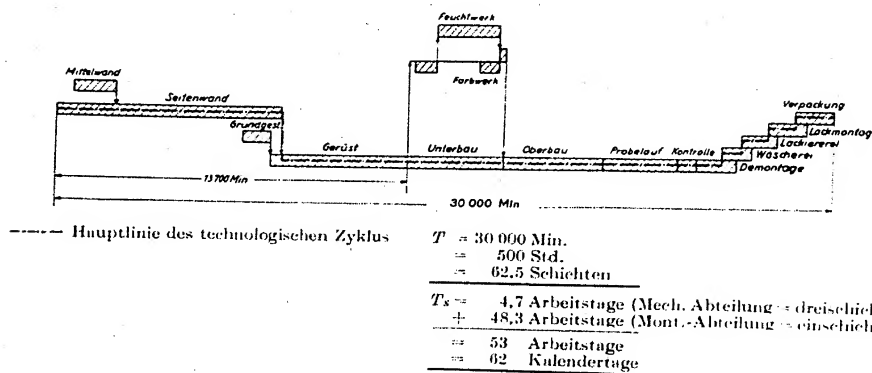 Feuchtwerk
Mittelwand
Farbwerk
Seitenwand
Verpackung
Grundgest.
Lackmontag
Lackiererei
Gerüst Unterbau Oberbau Probelauf Kontrolle Wäscherei
Demontage
13700 Min
30 000 Min
Hauptlinie des technologischen Zyklus
T = 30 000 Min.
= 500 Std.
= 62,5 Schichten
Ts = 4,7 Arbeitstage (Mech. Abteilung = dreischich
+ 48,3 Arbeitstage (Mont.-Abteilung = einschich
= 53 Arbeitstage
= 62 Kalendertage